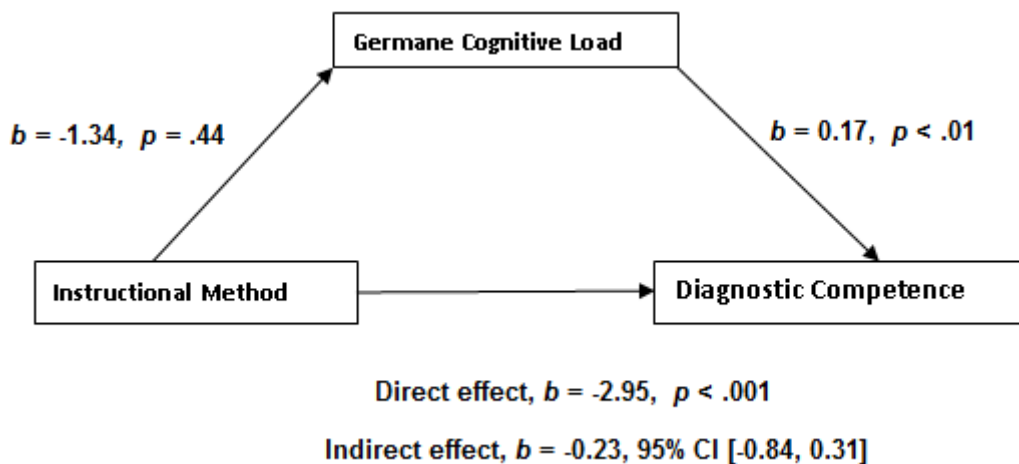 Germane Cognitive Load
b = -1.34, p = .44
b = 0.17, p < .01
Instructional Method
Diagnostic Competence
Direct effect, b = -2.95, p < .001
Indirect effect, b = -0.23, 95% CI [-0.84, 0.31]